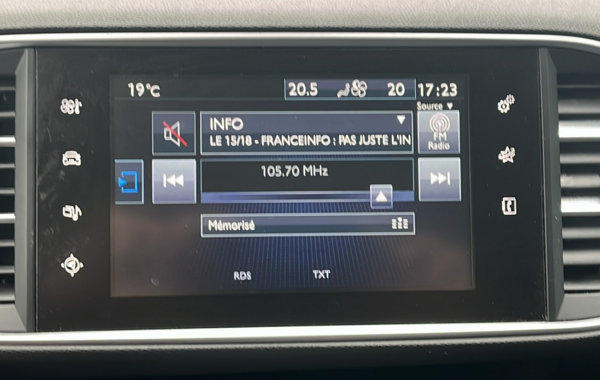 19°C 20.5 20 17:23
Source ▼
INFO ▼
LE 15/18 - FRANCEINFO : PAS JUSTE L'IN
FM
Radio
105.70 MHz
Mémorisé
RDS TXT